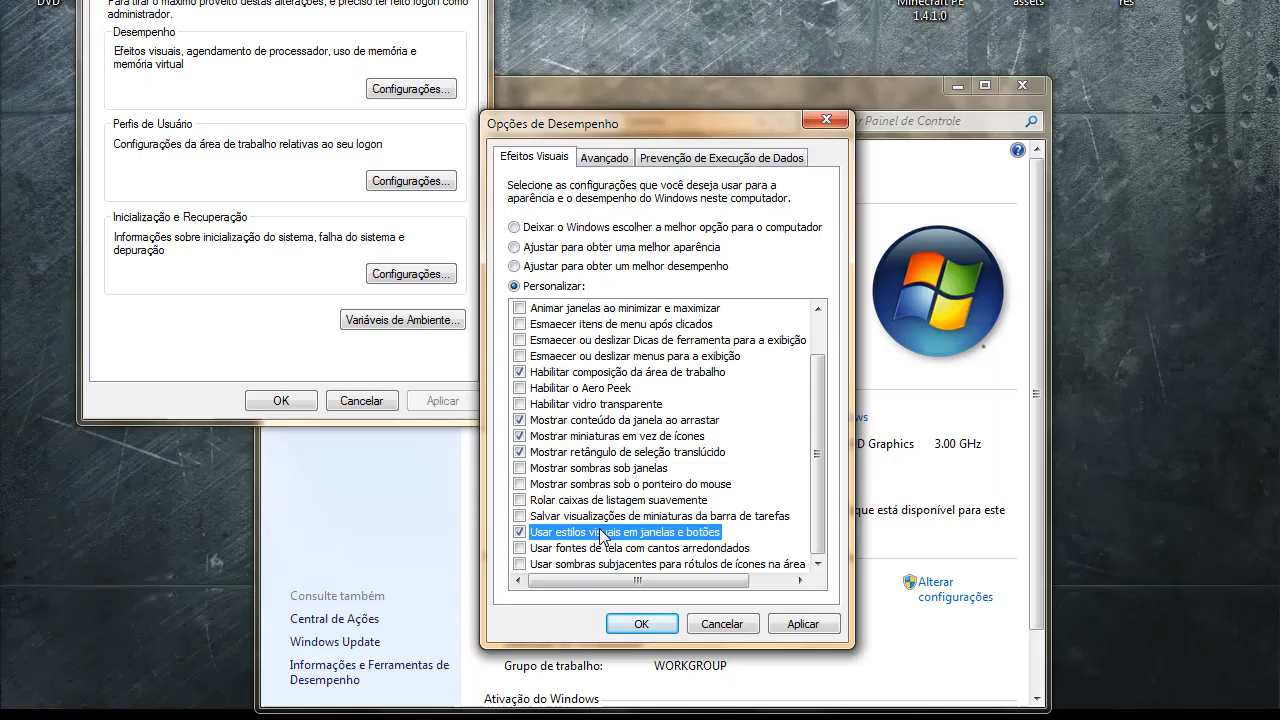 DVD
Minecraft PE
1.4.1.0
assets
res
Para tirar o máximo proveito destas alterações, é preciso ter feito logon como
administrador.
Desempenho
Efeitos visuais, agendamento de processador, uso de memória e
memória virtual
Configurações...
Perfis de Usuário
Configurações da área de trabalho relativas ao seu logon
Configurações...
Inicialização e Recuperação
Informações sobre inicialização do sistema, falha do sistema e
depuração
Configurações...
Variáveis de Ambiente...
OK
Cancelar
Aplicar
Painel de Controle
Opções de Desempenho
Efeitos Visuais
Avançado
Prevenção de Execução de Dados
Selecione as configurações que você deseja usar para a
aparência e o desempenho do Windows neste computador.
Deixar o Windows escolher a melhor opção para o computador
Ajustar para obter uma melhor aparência
Ajustar para obter um melhor desempenho
Personalizar:
Animar janelas ao minimizar e maximizar
Esmaecer itens de menu após clicados
Esmaecer ou deslizar Dicas de ferramenta para a exibição
Esmaecer ou deslizar menus para a exibição
Habilitar composição da área de trabalho
Habilitar o Aero Peek
Habilitar vidro transparente
Mostrar conteúdo da janela ao arrastar
Mostrar miniaturas em vez de ícones
Mostrar retângulo de seleção translúcido
Mostrar sombras sob janelas
Mostrar sombras sob o ponteiro do mouse
Rolar caixas de listagem suavemente
Salvar visualizações de miniaturas da barra de tarefas
Usar estilos visuais em janelas e botões
Usar fontes de tela com cantos arredondados
Usar sombras subjacentes para rótulos de ícones na área
OK
Cancelar
Aplicar
ws
D Graphics 3.00 GHz
que está disponível para este
Alterar
configurações
Consulte também
Central de Ações
Windows Update
Informações e Ferramentas de
Desempenho
Grupo de trabalho: WORKGROUP
Ativação do Windows